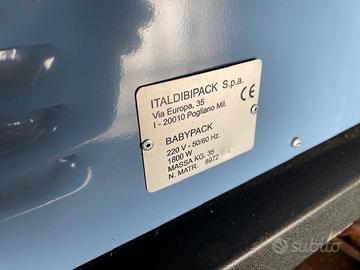 ITALDIBIPACK S.p.a.
Via Europa, 35
I - 20010 Pogliano Mil.
CE
BABYPACK
220 V - 50/60 Hz.
1800 W
MASSA KG. 35
N. MATR. 8972
subito